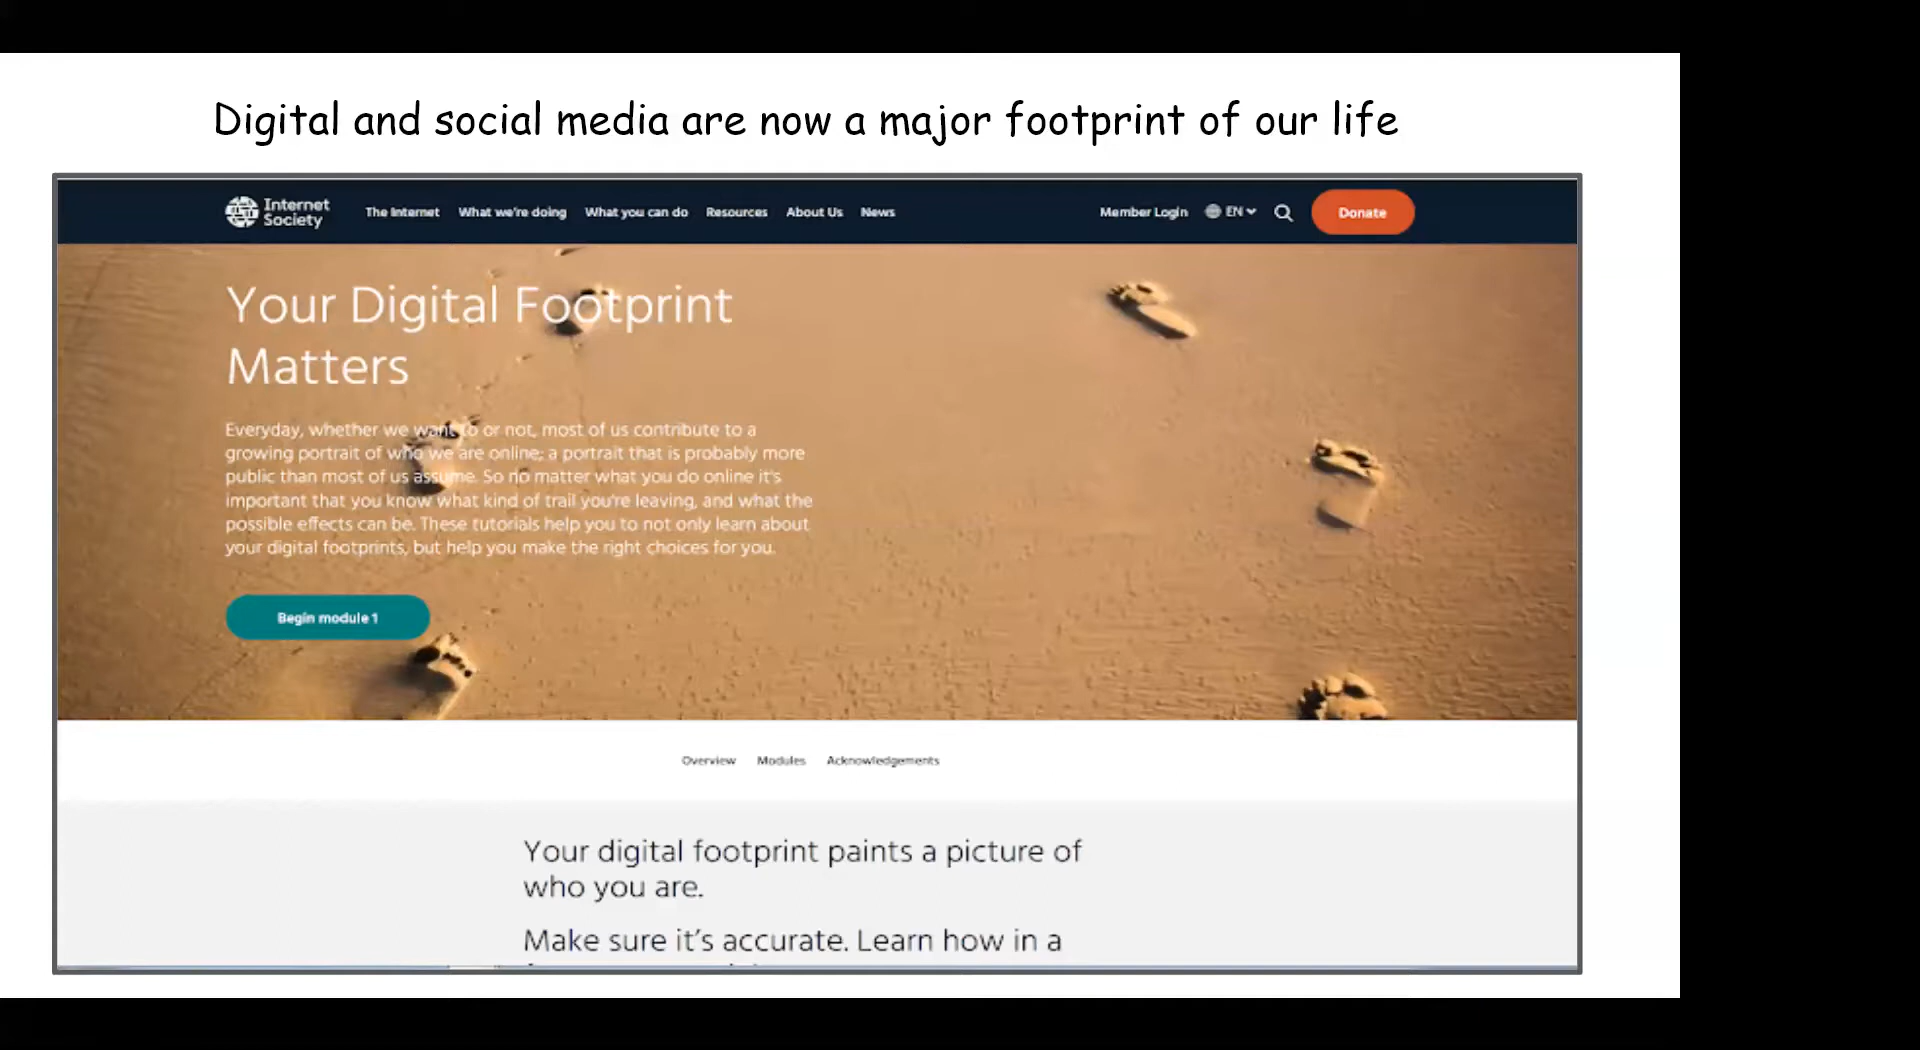 Digital and social media are now a major footprint of our life
Internet
Society
The Internet What we're doing What you can do Resources About Us News
Member Login EN Donate
Your Digital Footprint
Matters
Everyday, whether we want to or not, most of us contribute to a
growing portrait of who we are online; a portrait that is probably more
public than most of us assume. So no matter what you do online it's
important that you know what kind of trail you're leaving, and what the
possible effects can be. These tutorials help you to not only learn about
your digital footprints, but help you make the right choices for you.
Begin module 1
Overview Modules Acknowledgements
Your digital footprint paints a picture of
who you are.
Make sure it's accurate. Learn how in a